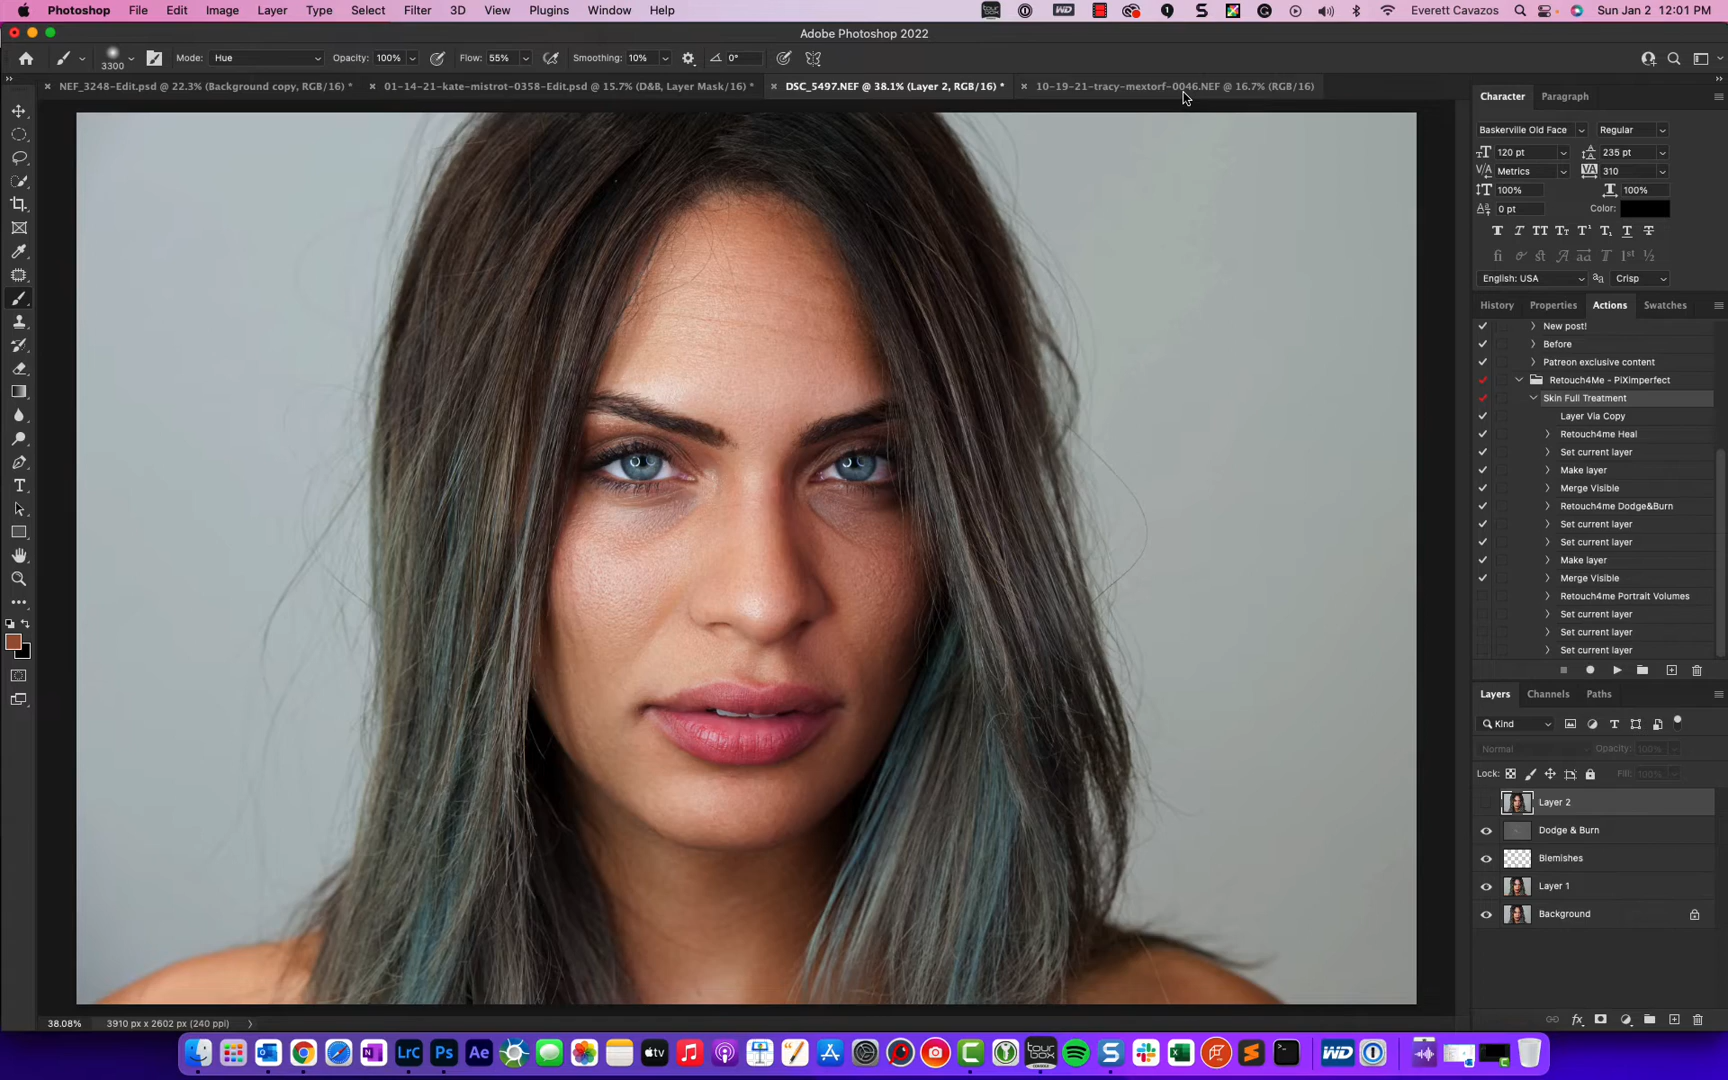 Photoshop File Edit Image Layer Type Select Filter 3D View Plugins Window Help Everett Cavazos Sun Jan 2 12:01 PM
Adobe Photoshop 2022
3300 Mode: Hue Opacity: 100% Flow: 55% Smoothing: 10% 0°
NEF_3248-Edit.psd @ 22.3% (Background copy, RGB/16) * 01-14-21-kate-mistrot-0358-Edit.psd @ 15.7% (D&B, Layer Mask/16) * DSC_5497.NEF @ 38.1% (Layer 2, RGB/16) * 10-19-21-tracy-mextorf-0046.NEF @ 16.7% (RGB/16)
Character Paragraph
Baskerville Old Face Regular
120 pt 235 pt
Metrics 310
100% 100%
0 pt Color:
English: USA Crisp
History Properties Actions Swatches
New post!
Before
Patreon exclusive content
Retouch4Me - PIXimperfect
Skin Full Treatment
Layer Via Copy
Retouch4me Heal
Set current layer
Make layer
Merge Visible
Retouch4me Dodge&Burn
Set current layer
Set current layer
Make layer
Merge Visible
Retouch4me Portrait Volumes
Set current layer
Set current layer
Set current layer
Layers Channels Paths
Kind
Normal Opacity: 100%
Lock: Fill: 100%
Layer 2
Dodge & Burn
Blemishes
Layer 1
Background
38.08% 3910 px x 2602 px (240 ppi)
LrC Ps Ae tv tour box WD